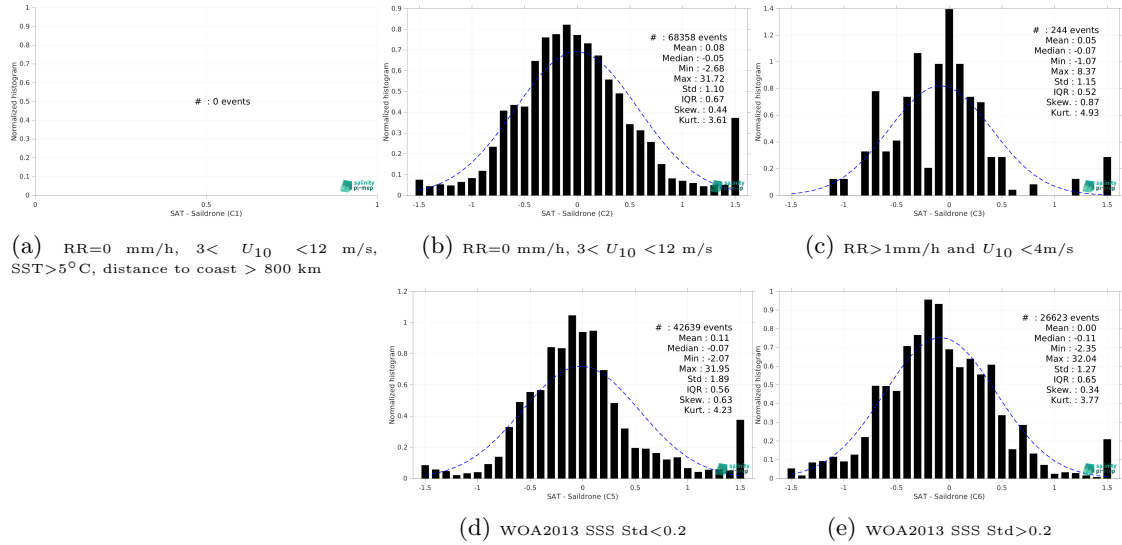 1
0.9
0.8
0.7
0.6
0.5
0.4
0.3
0.2
0.1
0
Normalized histogram
# : 0 events
0
0.5
1
SAT - Saildrone (C1)
salinity
pi-mep
0.9
0.8
0.7
0.6
0.5
0.4
0.3
0.2
0.1
0
Normalized histogram
# : 68358 events
Mean : 0.08
Median : -0.05
Min : -2.68
Max : 31.72
Std : 1.10
IQR : 0.67
Skew. : 0.44
Kurt. : 3.61
-1.5
-1
-0.5
0
0.5
1
1.5
SAT - Saildrone (C2)
salinity
pi-mep
1.4
1.2
1
0.8
0.6
0.4
0.2
0
Normalized histogram
# : 244 events
Mean : 0.05
Median : -0.07
Min : -1.07
Max : 8.37
Std : 1.15
IQR : 0.52
Skew. : 0.87
Kurt. : 4.93
-1.5
-1
-0.5
0
0.5
1
1.5
SAT - Saildrone (C3)
salinity
pi-mep
(a) RR=0 mm/h, 3< U10 <12 m/s,
SST>5°C, distance to coast > 800 km
(b) RR=0 mm/h, 3< U10 <12 m/s
(c) RR>1mm/h and U10 <4m/s
1.2
1
0.8
0.6
0.4
0.2
0
Normalized histogram
# : 42639 events
Mean : 0.11
Median : -0.07
Min : -2.07
Max : 31.95
Std : 1.89
IQR : 0.56
Skew. : 0.63
Kurt. : 4.23
-1.5
-1
-0.5
0
0.5
1
1.5
SAT - Saildrone (C5)
salinity
pi-mep
1
0.9
0.8
0.7
0.6
0.5
0.4
0.3
0.2
0.1
0
Normalized histogram
# : 26623 events
Mean : 0.00
Median : -0.11
Min : -2.35
Max : 32.04
Std : 1.27
IQR : 0.65
Skew. : 0.34
Kurt. : 3.77
-1.5
-1
-0.5
0
0.5
1
1.5
SAT - Saildrone (C6)
salinity
pi-mep
(d) WOA2013 SSS Std<0.2
(e) WOA2013 SSS Std>0.2